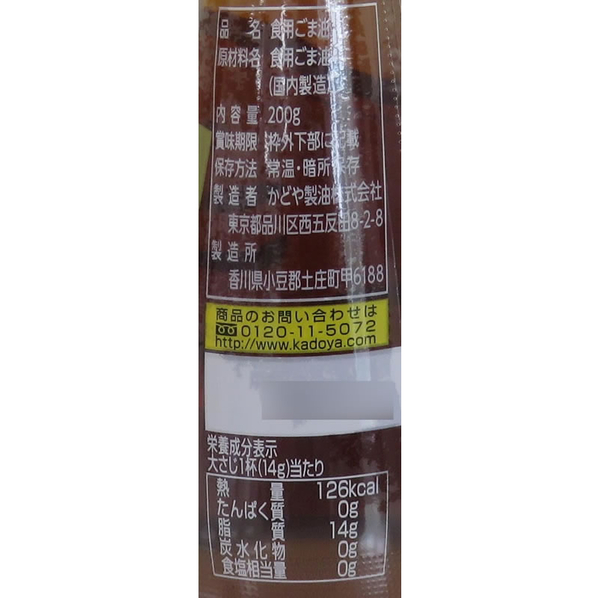 品名 食用ごま油
原材料名 食用ごま油
(国内製造)
内容量 200g
賞味期限 枠外下部に記載
保存方法 常温・暗所保存
製造者 かどや製油株式会社
東京都品川区西五反田8-2-8
製造所
香川県小豆郡土庄町甲6188
商品のお問い合わせは
0120-11-5072
http://www.kadoya.com
栄養成分表示
大さじ1杯(14g)当たり
熱量 126kcal
たんぱく質 0g
脂質 14g
炭水化物 0g
食塩相当量 0g